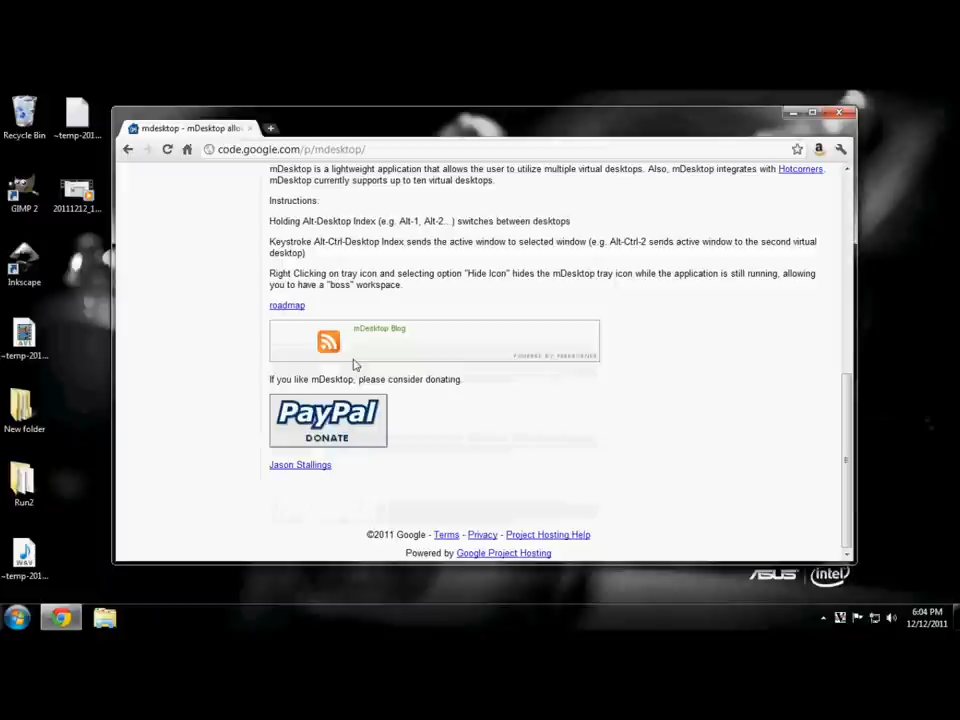 mdesktop - mDesktop allo
code.google.com/p/mdesktop/
mDesktop is a lightweight application that allows the user to utilize multiple virtual desktops. Also, mDesktop integrates with Hotcorners.
mDesktop currently supports up to ten virtual desktops.
Instructions:
Holding Alt-Desktop Index (e.g. Alt-1, Alt-2...) switches between desktops
Keystroke Alt-Ctrl-Desktop Index sends the active window to selected window (e.g. Alt-Ctrl-2 sends active window to the second virtual
desktop)
Right Clicking on tray icon and selecting option "Hide Icon" hides the mDesktop tray icon while the application is still running, allowing
you to have a "boss" workspace.
roadmap
mDesktop Blog
POWERED BY FEEDBURNER
If you like mDesktop, please consider donating.
PayPal
DONATE
Jason Stallings
©2011 Google - Terms - Privacy - Project Hosting Help
Powered by Google Project Hosting
Recycle Bin
~temp-201...
GIMP 2
20111212_1...
Inkscape
~temp-201...
New folder
Run2
~temp-201...
ASUS
intel
6:04 PM
12/12/2011